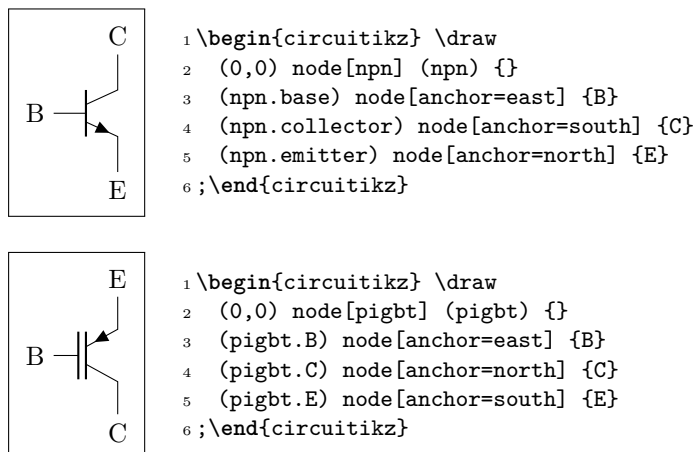 C
B
E
1 \begin{circuitikz} \draw
2 (0,0) node[npn] (npn) {}
3 (npn.base) node[anchor=east] {B}
4 (npn.collector) node[anchor=south] {C}
5 (npn.emitter) node[anchor=north] {E}
6 ;\end{circuitikz}
E
B
C
1 \begin{circuitikz} \draw
2 (0,0) node[pigbt] (pigbt) {}
3 (pigbt.B) node[anchor=east] {B}
4 (pigbt.C) node[anchor=north] {C}
5 (pigbt.E) node[anchor=south] {E}
6 ;\end{circuitikz}